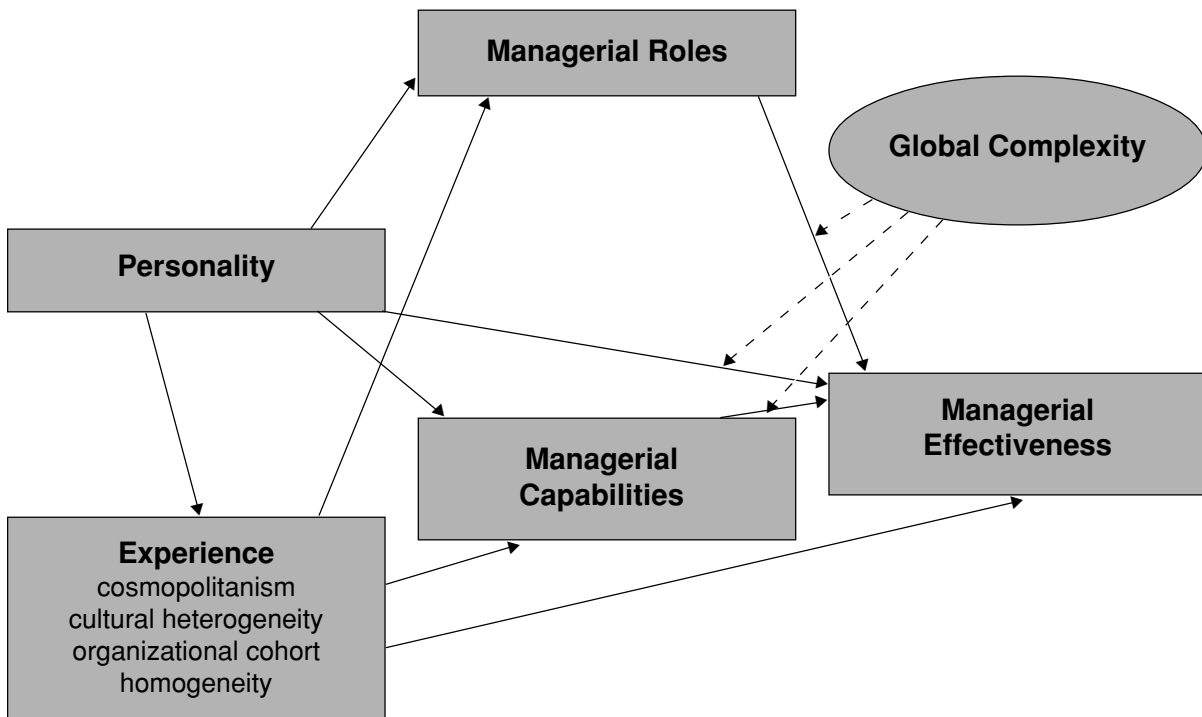 Managerial Roles
Global Complexity
Personality
Managerial
Effectiveness
Managerial
Capabilities
Experience
cosmopolitanism
cultural heterogeneity
organizational cohort
homogeneity